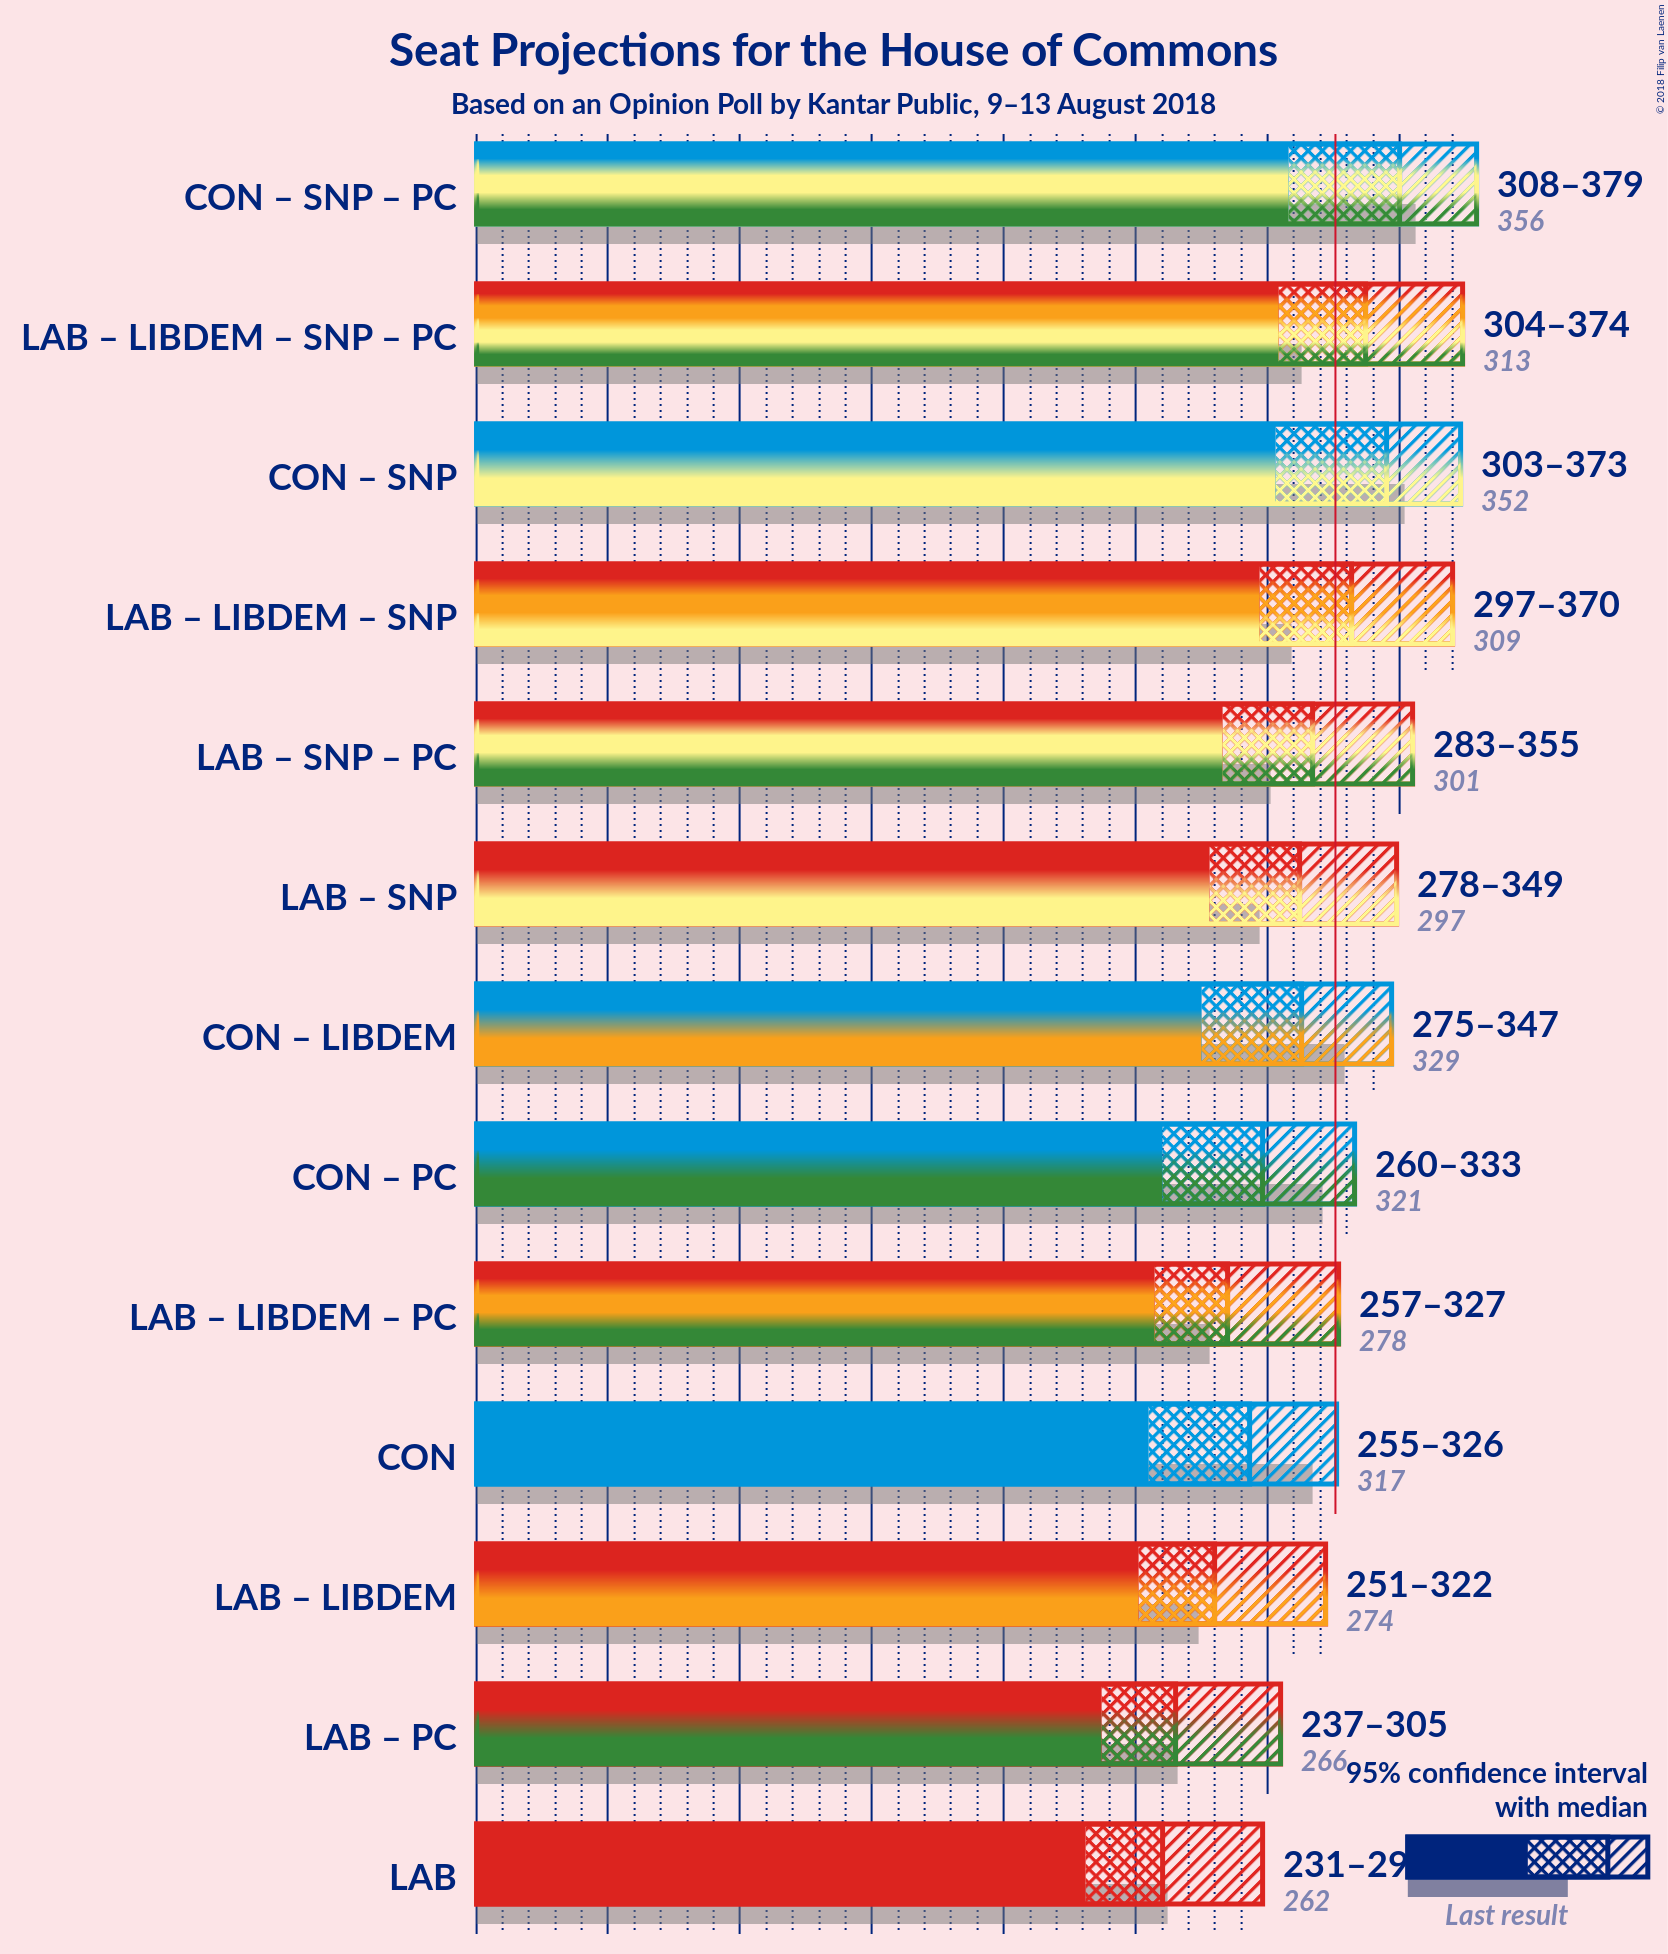 Seat Projections for the House of Commons
Based on an Opinion Poll by Kantar Public, 9–13 August 2018
© 2018 Filip van Laenen
CON – SNP – PC
308–379
356
LAB – LIBDEM – SNP – PC
304–374
313
CON – SNP
303–373
352
LAB – LIBDEM – SNP
297–370
309
LAB – SNP – PC
283–355
301
LAB – SNP
278–349
297
CON – LIBDEM
275–347
329
CON – PC
260–333
321
LAB – LIBDEM – PC
257–327
278
CON
255–326
317
LAB – LIBDEM
251–322
274
LAB – PC
237–305
266
LAB
231–29
262
95% confidence interval
with median
Last result